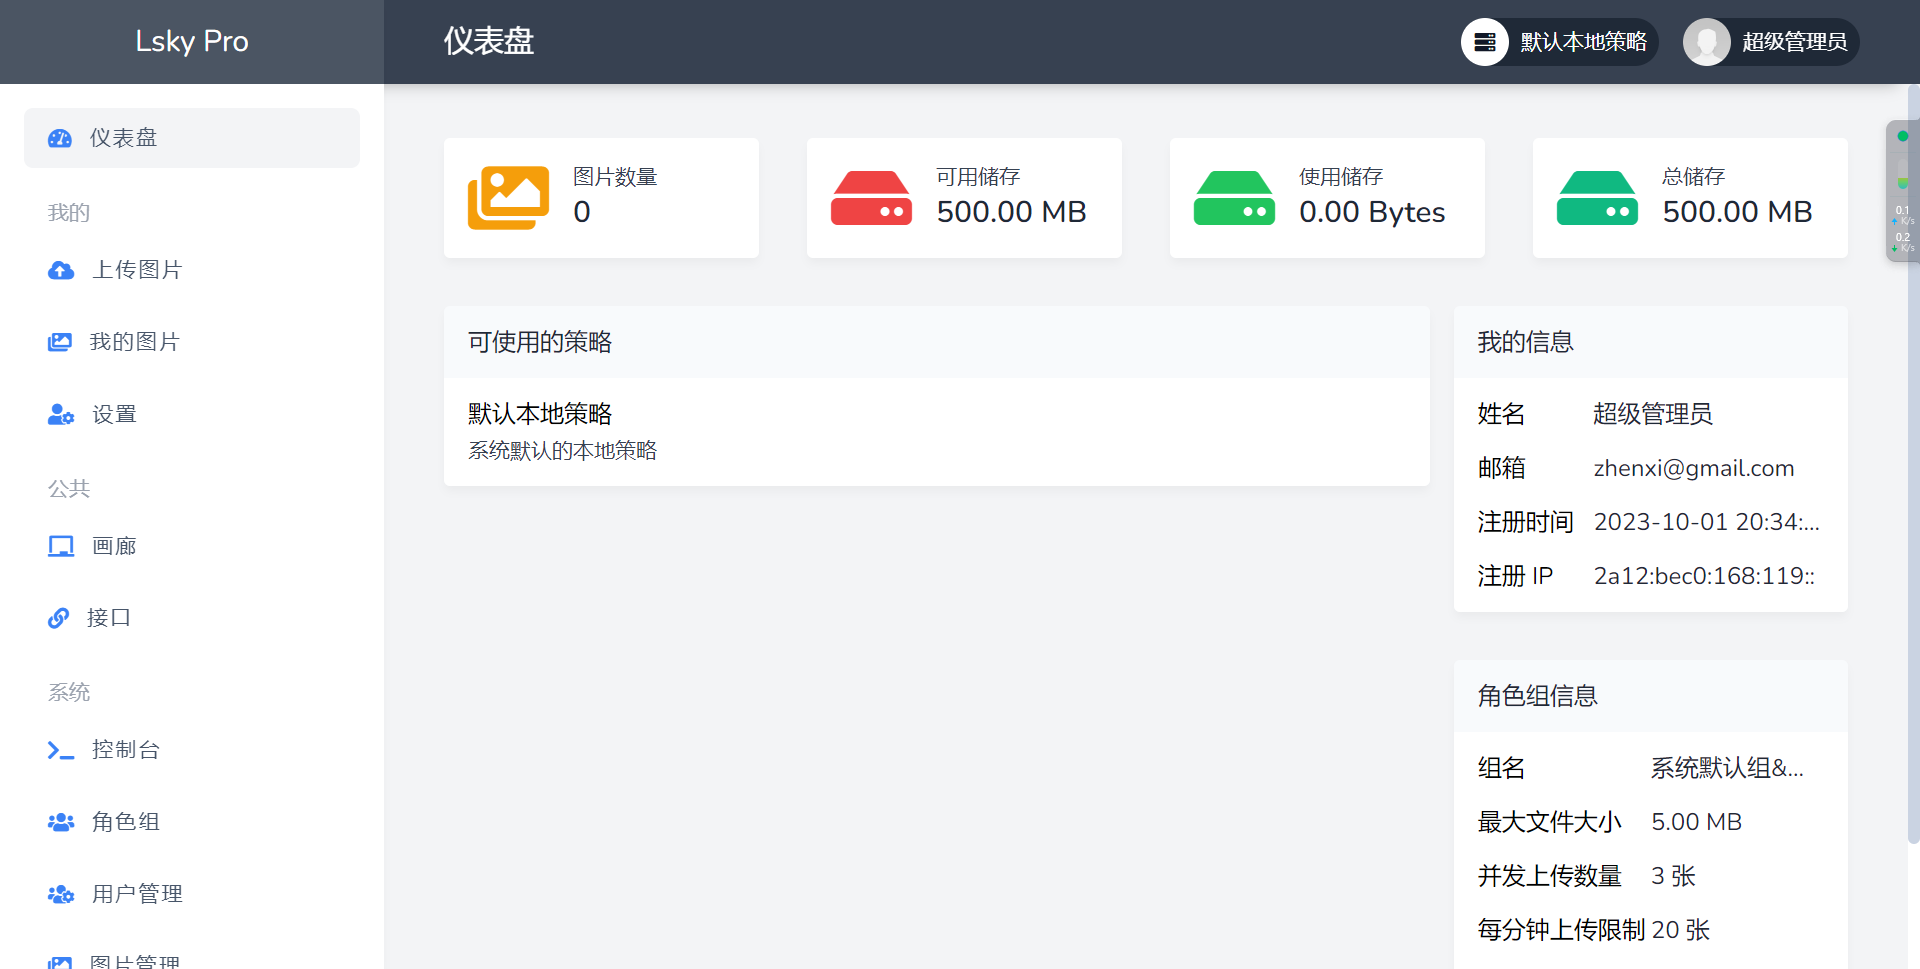 Lsky Pro
仪表盘
默认本地策略
超级管理员
仪表盘
我的
上传图片
我的图片
设置
公共
画廊
接口
系统
控制台
角色组
用户管理
图片管理
图片数量
0
可用储存
500.00 MB
使用储存
0.00 Bytes
总储存
500.00 MB
可使用的策略
默认本地策略
系统默认的本地策略
我的信息
姓名 超级管理员
邮箱 zhenxi@gmail.com
注册时间 2023-10-01 20:34:...
注册 IP 2a12:bec0:168:119::
角色组信息
组名 系统默认组&...
最大文件大小 5.00 MB
并发上传数量 3 张
每分钟上传限制 20 张
0.1
K/s
0.2
K/s